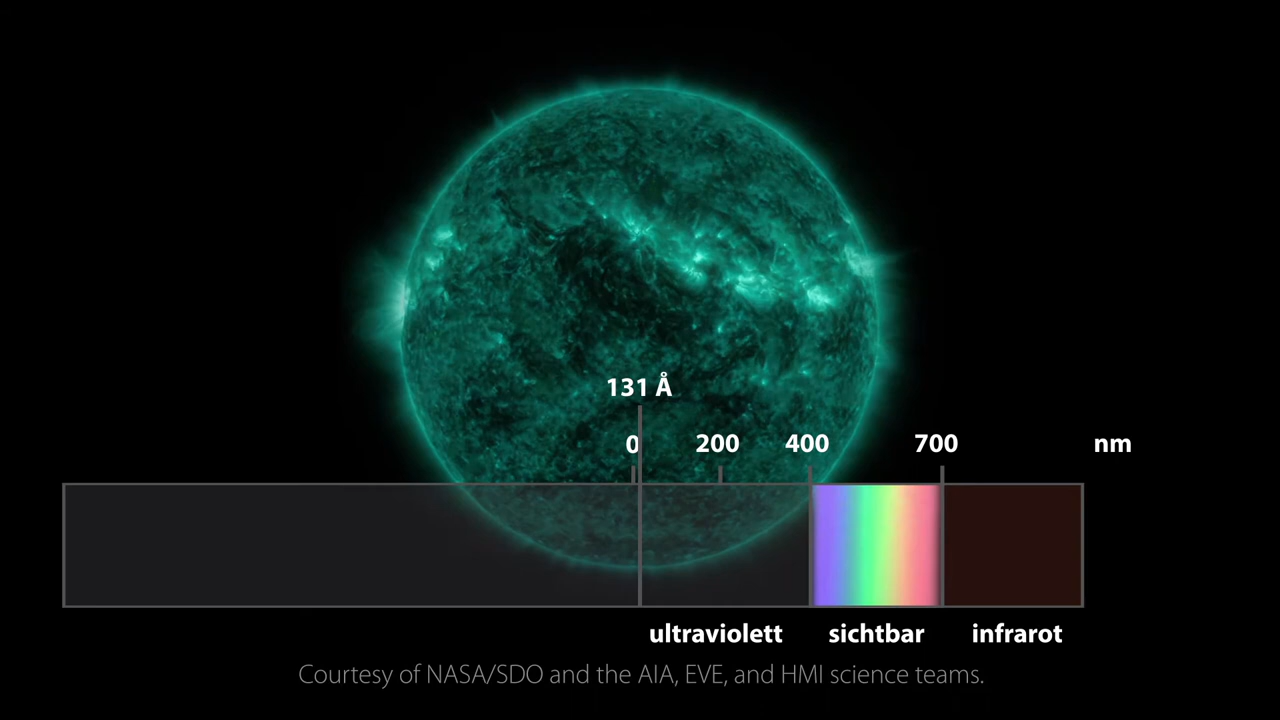 131 Å
0 200 400 700 nm
ultraviolett sichtbar infrarot
Courtesy of NASA/SDO and the AIA, EVE, and HMI science teams.